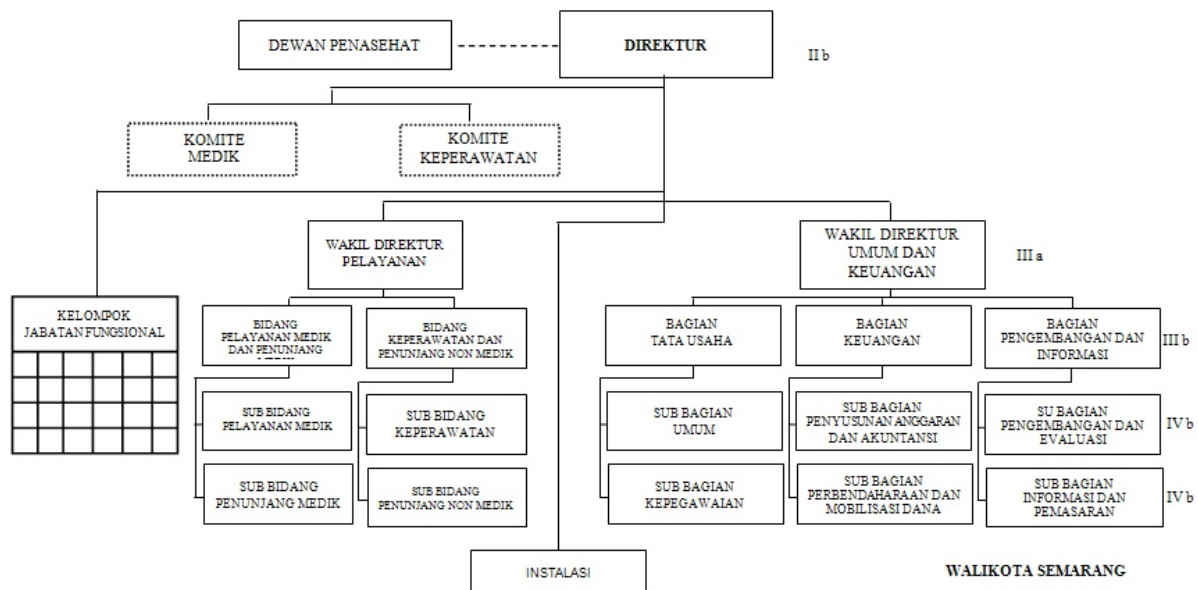 DEWAN PENASEHAT
DIREKTUR
II b
KOMITE
MEDIK
KOMITE
KEPERAWATAN
WAKIL DIREKTUR
PELAYANAN
WAKIL DIREKTUR
UMUM DAN
KEUANGAN
III a
KELOMPOK
JABATAN FUNGSIONAL
BIDANG
PELAYANAN MEDIK
DAN PENUNJANG
MEDIK
BIDANG
KEPERAWATAN DAN
PENUNJANG NON MEDIK
BAGIAN
TATA USAHA
BAGIAN
KEUANGAN
BAGIAN
PENGEMBANGAN DAN
INFORMASI
III b
SUB BIDANG
PELAYANAN MEDIK
SUB BIDANG
KEPERAWATAN
SUB BAGIAN
UMUM
SUB BAGIAN
PENYUSUNAN ANGGARAN
DAN AKUNTANSI
SU BAGIAN
PENGEMBANGAN DAN
EVALUASI
IV b
SUB BIDANG
PENUNJANG MEDIK
SUB BIDANG
PENUNJANG NON MEDIK
SUB BAGIAN
KEPEGAWAIAN
SUB BAGIAN
PERBENDAHARAAN DAN
MOBILISASI DANA
SUB BAGIAN
INFORMASI DAN
PEMASARAN
IV b
INSTALASI
WALIKOTA SEMARANG